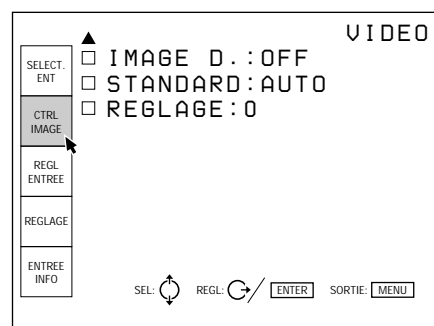 VIDEO
SELECT.
ENT
CTRL
IMAGE
REGL
ENTREE
REGLAGE
ENTREE
INFO
IMAGE D.:OFF
STANDARD:AUTO
REGLAGE:0
SEL: REGL: / ENTER SORTIE: MENU